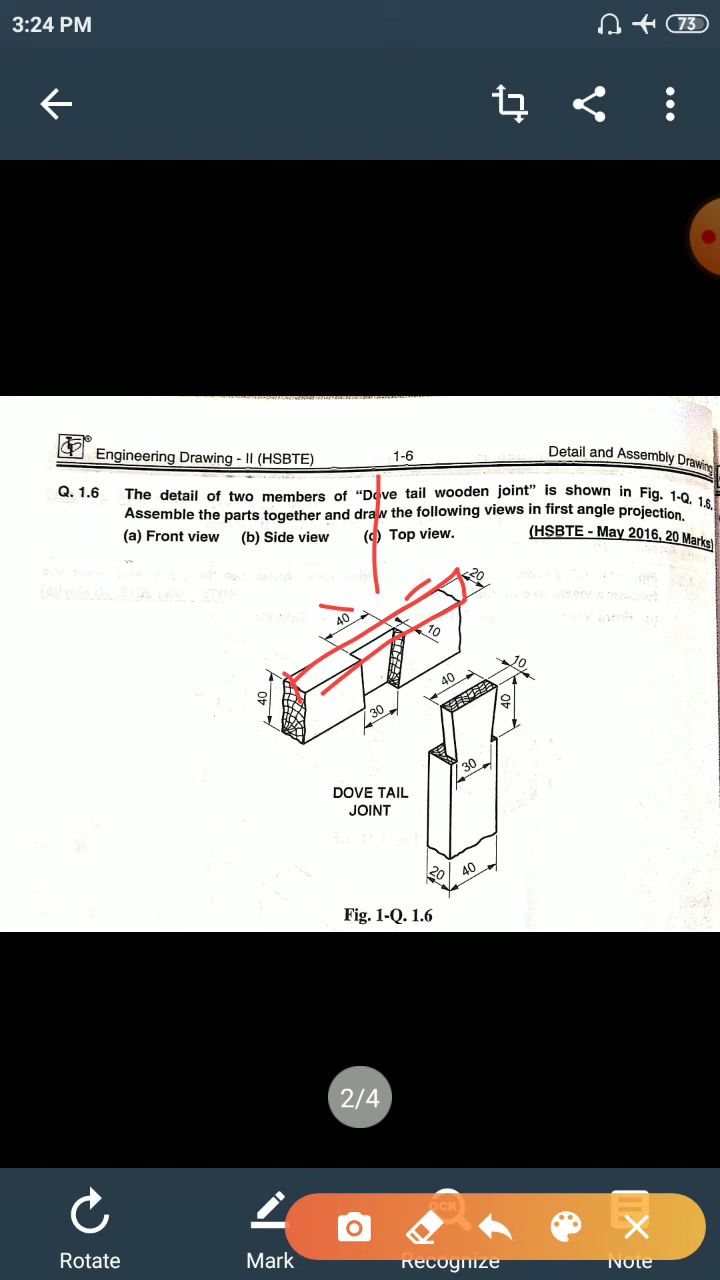 3:24 PM
73
Engineering Drawing - II (HSBTE)
1-6
Detail and Assembly Drawing
Q. 1.6 The detail of two members of “Dove tail wooden joint” is shown in Fig. 1-Q. 1.6.
Assemble the parts together and draw the following views in first angle projection.
(a) Front view (b) Side view (c) Top view. (HSBTE - May 2016, 20 Marks)
20
40
10
40
30
10
40
40
30
DOVE TAIL
JOINT
20
40
Fig. 1-Q. 1.6
2/4
OCR
Rotate
Mark
Recognize
Note